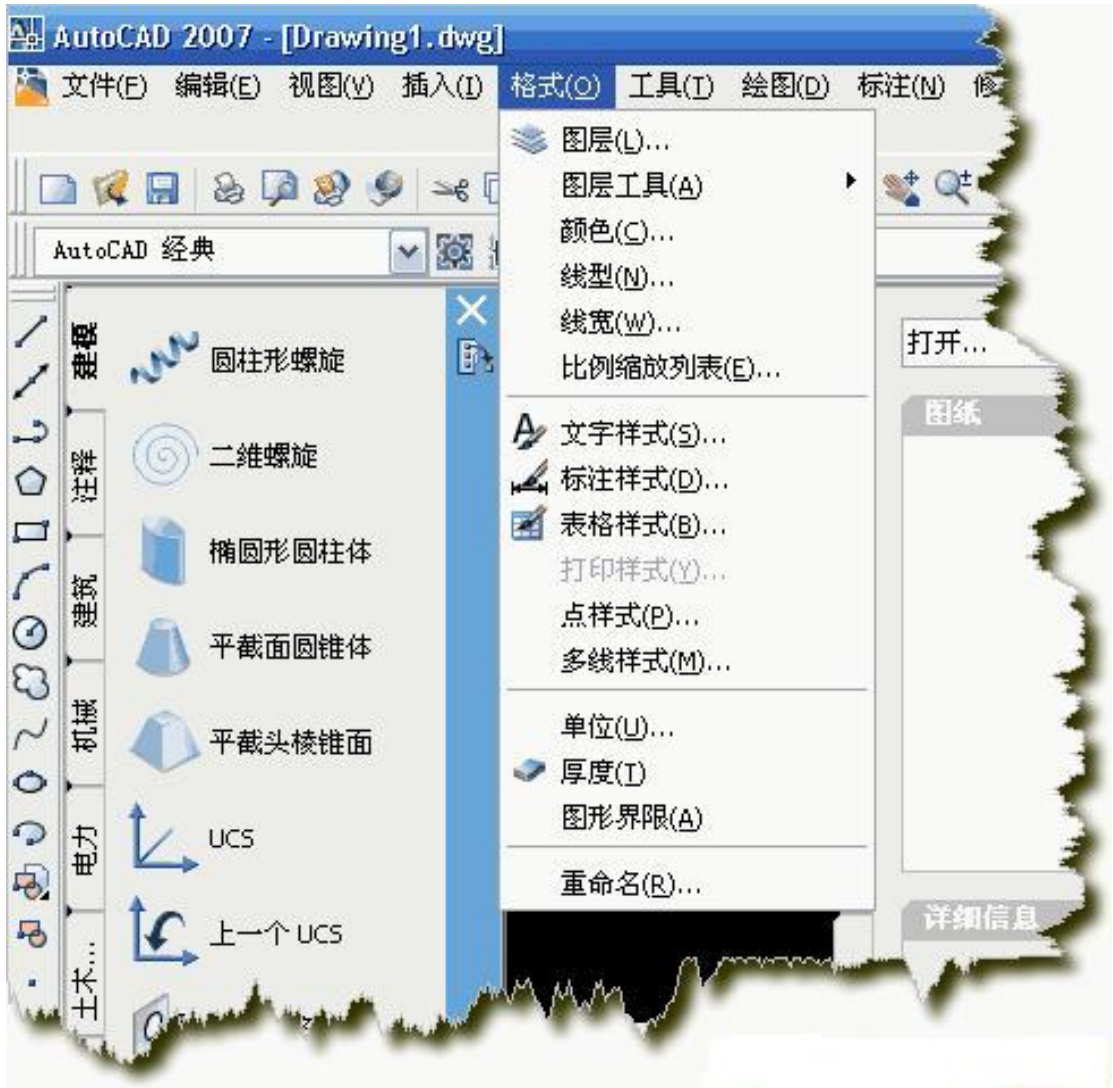 AutoCAD 2007 - [Drawing1.dwg]
文件(F) 编辑(E) 视图(V) 插入(I) 格式(O) 工具(T) 绘图(D) 标注(N) 修
AutoCAD 经典
图层(L)...
图层工具(A)
颜色(C)...
线型(N)...
线宽(W)...
比例缩放列表(E)...
文字样式(S)...
标注样式(D)...
表格样式(B)...
打印样式(Y)...
点样式(P)...
多线样式(M)...
单位(U)...
厚度(T)
图形界限(A)
重命名(R)...
建模
注释
建筑
机械
电力
土木...
圆柱形螺旋
二维螺旋
椭圆形圆柱体
平截面圆锥体
平截头棱锥面
UCS
上一个 UCS
打开...
图纸
详细信息